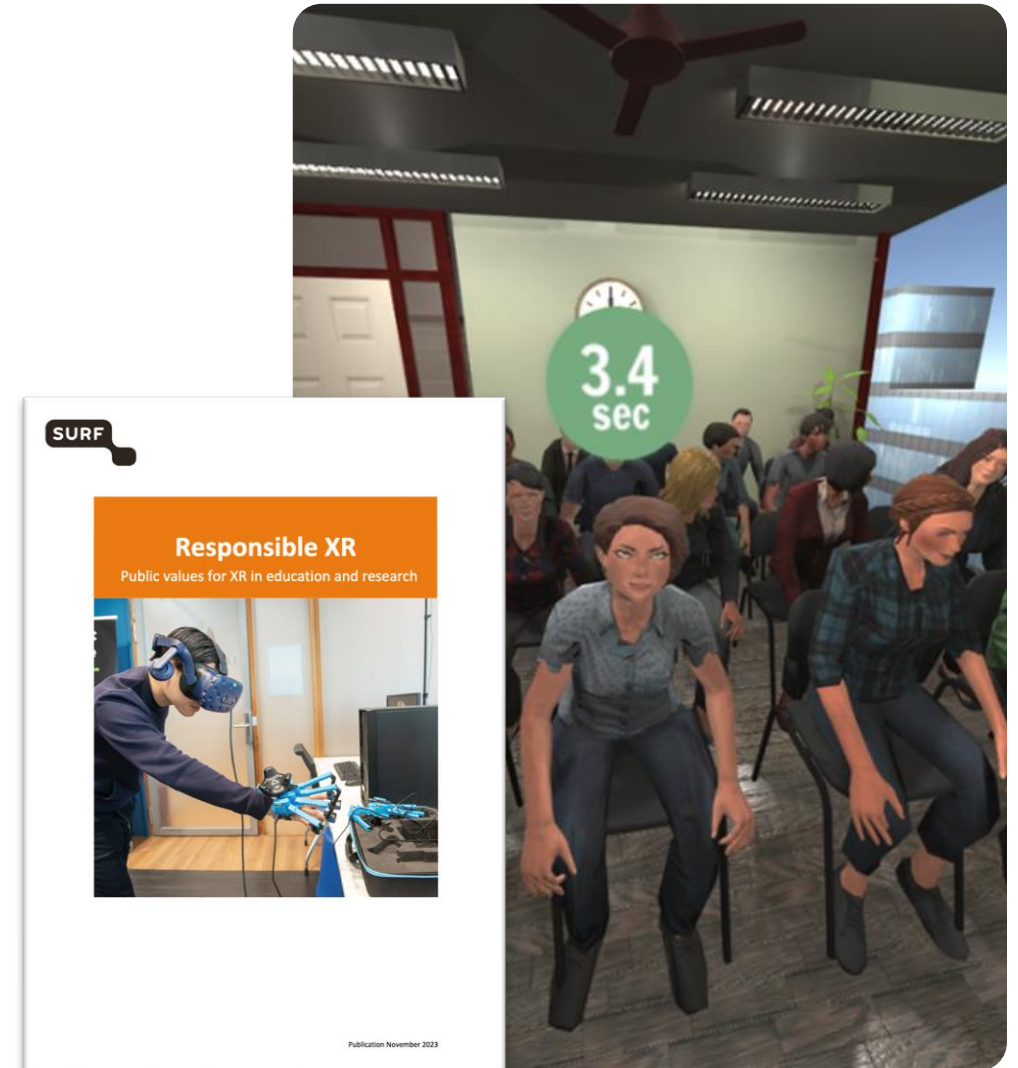 3.4
sec
SURF
Responsible XR
Public values for XR in education and research
Publication November 2023